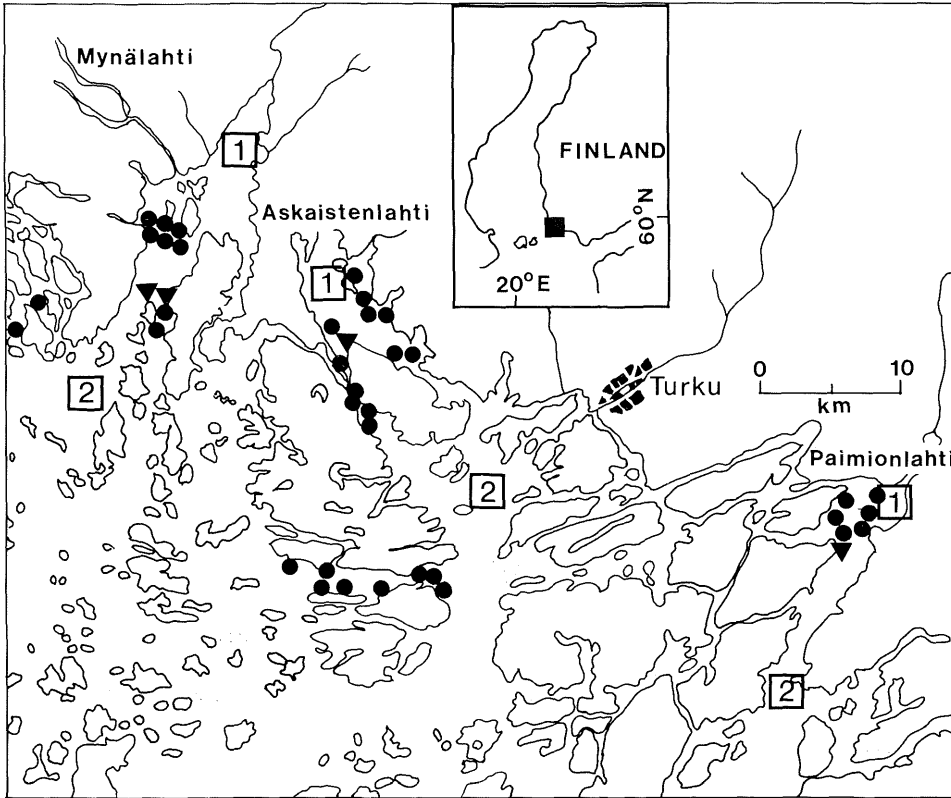 Mynälahti
1
FINLAND
60°N
20°E
Askaistenlahti
1
2
Turku
0 10
km
Paimionlahti
1
2
2